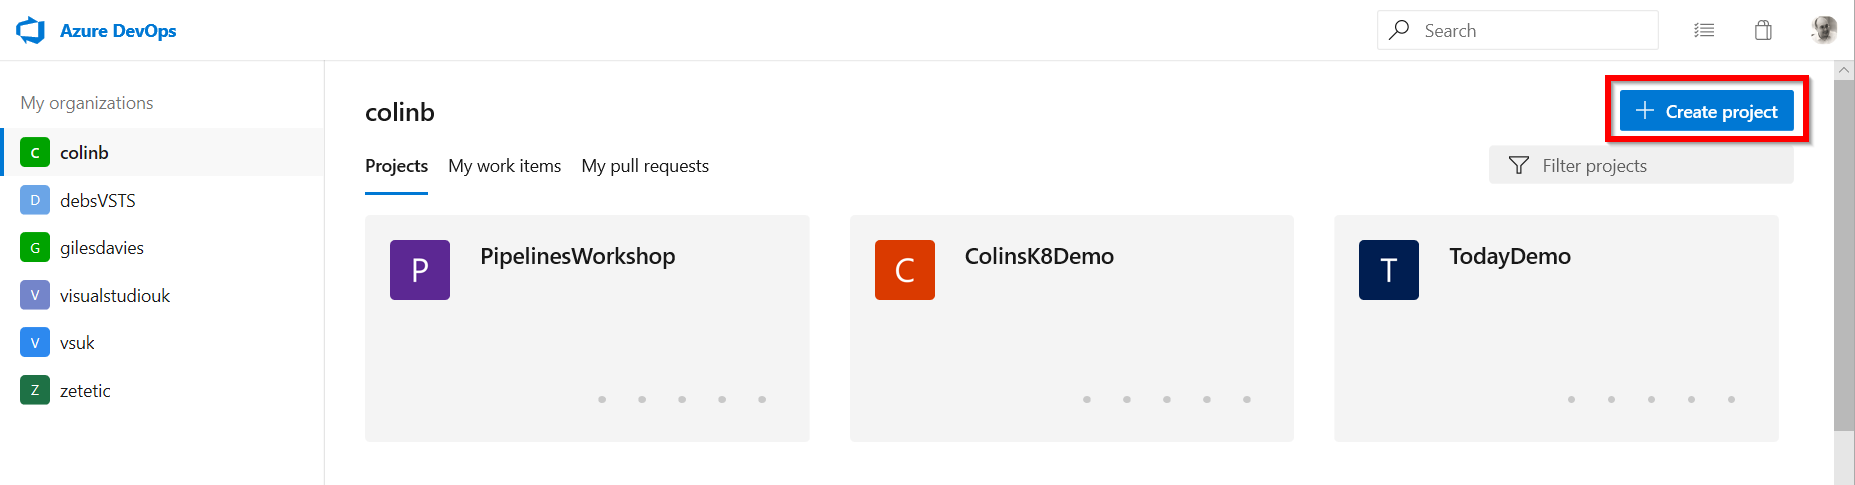 Azure DevOps
Search
My organizations
C colinb
D debsVSTS
G gilesdavies
V visualstudiouk
V vsuk
Z zetetic
colinb
Create project
Projects My work items My pull requests
Filter projects
P PipelinesWorkshop
C ColinsK8Demo
T TodayDemo